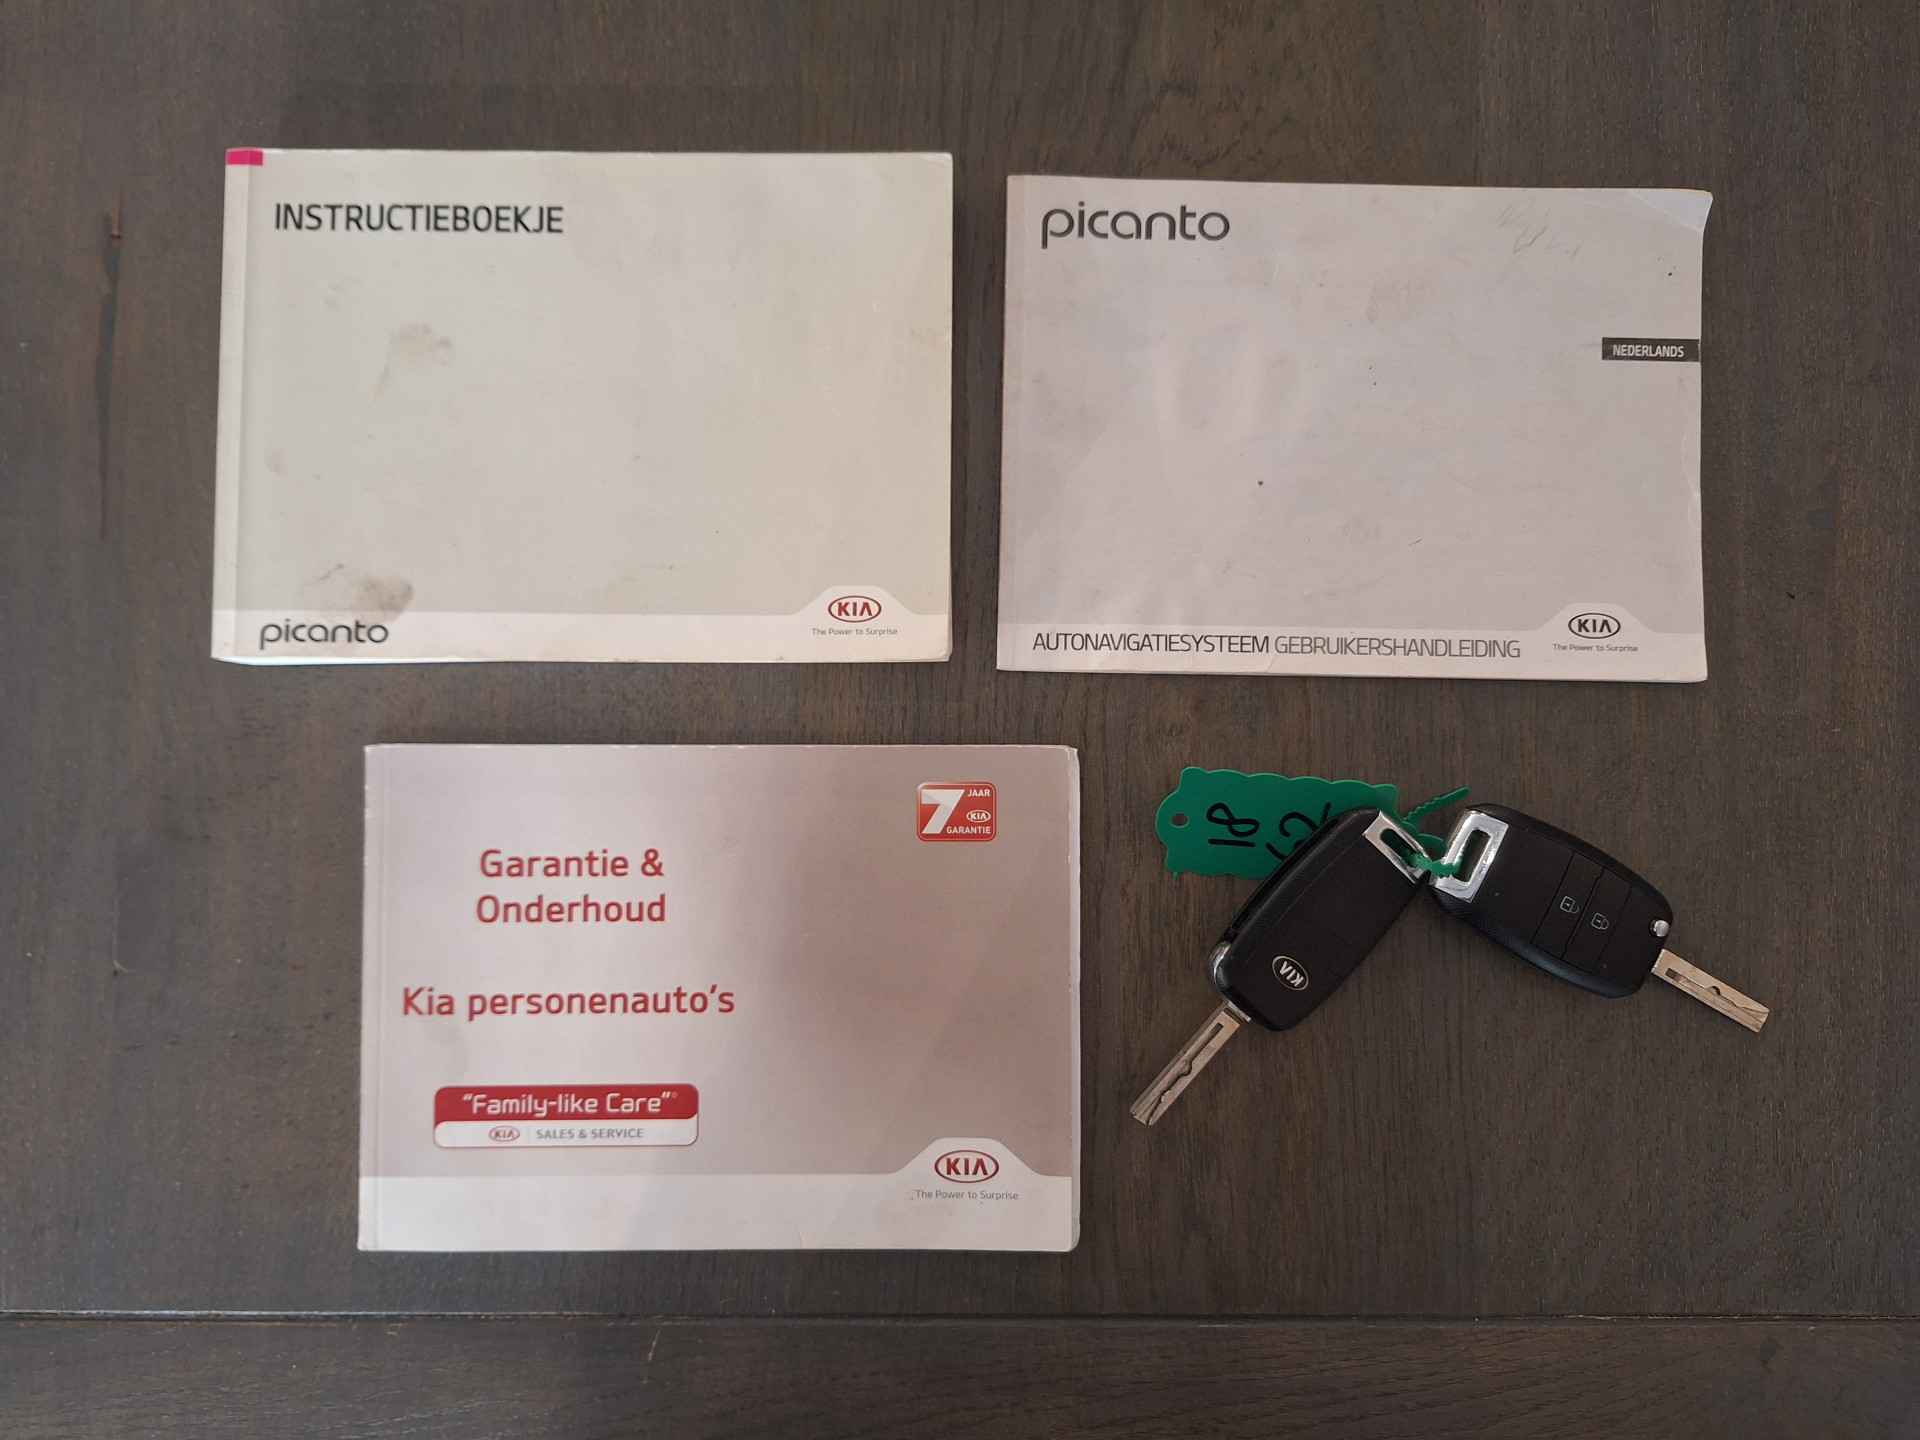 INSTRUCTIEBOEKJE
picanto
KIA
The Power to Surprise
picanto
NEDERLANDS
AUTONAVIGATIESYSTEEM GEBRUIKERSHANDLEIDING
KIA
The Power to Surprise
7 JAAR
KIA
GARANTIE
Garantie &
Onderhoud
Kia personenauto's
"Family-like Care"®
KIA SALES & SERVICE
KIA
The Power to Surprise
18
KIA